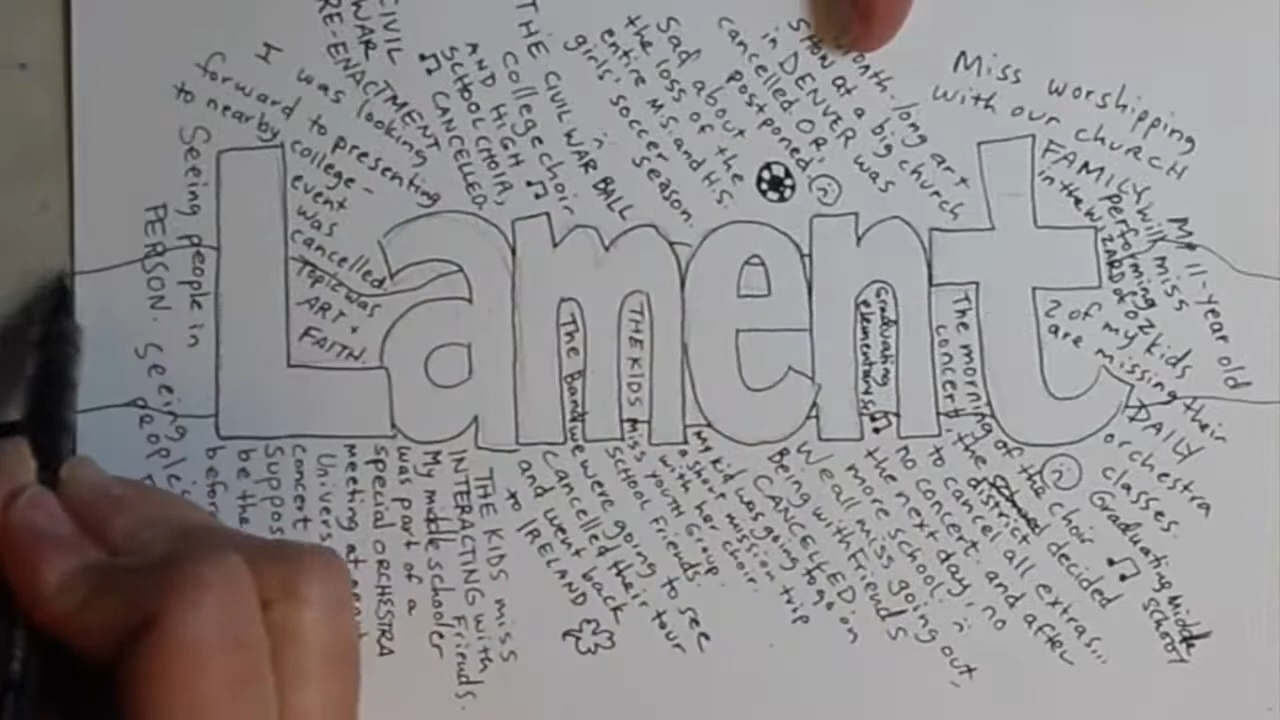 Lament
Seeing people in
PERSON. Seeing
people
I
was looking
forward to presenting
to nearby
college-
event
was
cancelled
Topic was
ART +
FAITH.
CIVIL
WAR
RE-ENACTMENT
♫ CANCELLED
THE CIVIL WAR BALL
College choir ♫
AND HIGH
SCHOOL CHOIR,
Sad about
the loss of the
entire M.S. and H.S.
girls' soccer
season.
month-long art
Show at a big church
in DENVER was
cancelled OR,
postponed
Miss worshipping
with our church
FAMILY
My 11-year old
will miss
performing
in the WIZARD of OZ
2 of my kids
are missing their
DAILY
orchestra
classes.
Graduating Middle
SCHOOL
The morning of the choir
concert, the district decided
to cancel all extras...
no concert. and after
the next day, no
more school.
Graduating
elementary
We all miss going out,
Being with Friends
CANCELLED.
My kid was going to go on
a short mission trip
with her choir.
THE KIDS Miss YOUTH Group.
SCHOOL Friends.
The Band we were going to see
Cancelled their tour
and went back
to IRELAND
THE KIDS miss
INTERACTING with
Friends.
My middle schooler
was part of a
special ORCHESTRA
meeting at
concert
be the
before